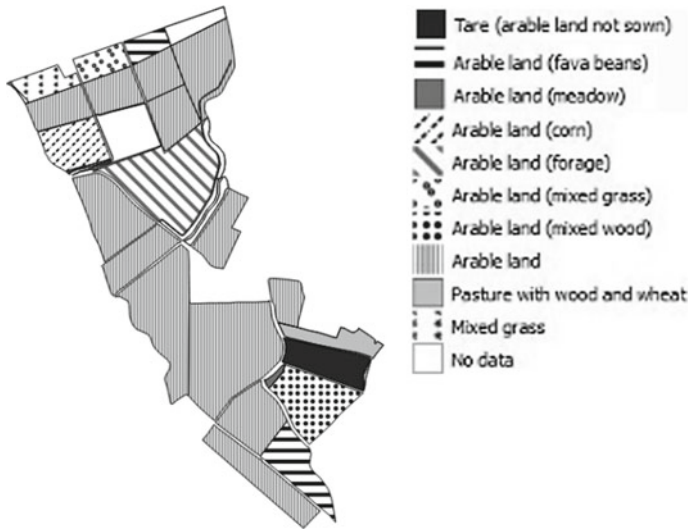 Tare (arable land not sown)
Arable land (fava beans)
Arable land (meadow)
Arable land (corn)
Arable land (forage)
Arable land (mixed grass)
Arable land (mixed wood)
Arable land
Pasture with wood and wheat
Mixed grass
No data